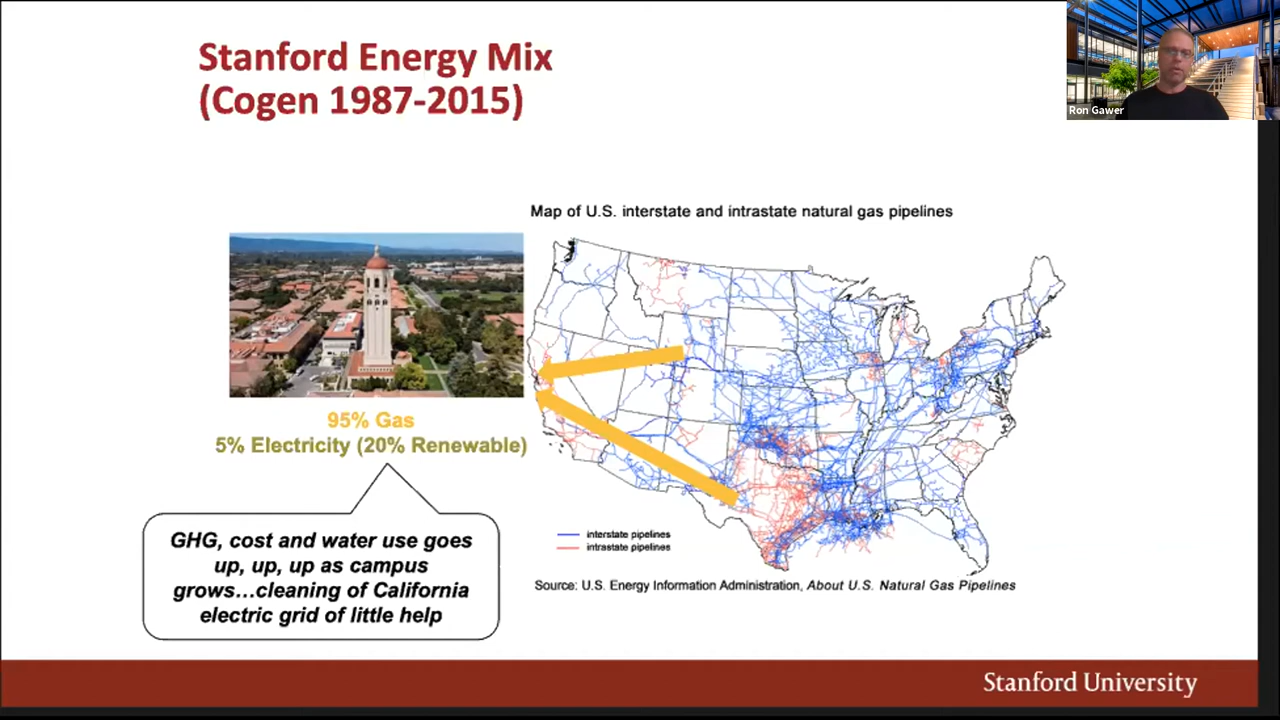 Stanford Energy Mix
(Cogen 1987-2015)
Ron Gawer
Map of U.S. interstate and intrastate natural gas pipelines
95% Gas
5% Electricity (20% Renewable)
GHG, cost and water use goes
up, up, up as campus
grows…cleaning of California
electric grid of little help
interstate pipelines
intrastate pipelines
Source: U.S. Energy Information Administration, About U.S. Natural Gas Pipelines
Stanford University